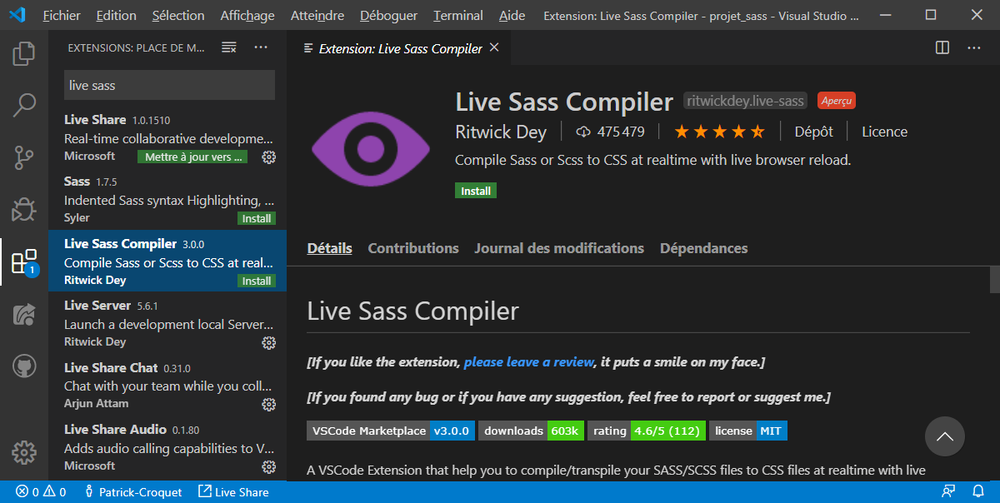 Fichier Edition Sélection Affichage Atteindre Déboguer Terminal Aide Extension: Live Sass Compiler - projet_sass - Visual Studio ...
EXTENSIONS: PLACE DE M...
live sass
Live Share 1.0.1510
Real-time collaborative developme...
Microsoft Mettre à jour vers ...
Sass 1.7.5
Indented Sass syntax Highlighting, ...
Syler Install
Live Sass Compiler 3.0.0
Compile Sass or Scss to CSS at real...
Ritwick Dey Install
Live Server 5.6.1
Launch a development local Server...
Ritwick Dey
Live Share Chat 0.31.0
Chat with your team while you coll...
Arjun Attam
Live Share Audio 0.1.80
Adds audio calling capabilities to V...
Microsoft
1
Extension: Live Sass Compiler
Live Sass Compiler ritwickdey.live-sass Aperçu
Ritwick Dey 475 479 Dépôt Licence
Compile Sass or Scss to CSS at realtime with live browser reload.
Install
Détails Contributions Journal des modifications Dépendances
Live Sass Compiler
[If you like the extension, please leave a review, it puts a smile on my face.]
[If you found any bug or if you have any suggestion, feel free to report or suggest me.]
VSCode Marketplace v3.0.0 downloads 603k rating 4.6/5 (112) license MIT
A VSCode Extension that help you to compile/transpile your SASS/SCSS files to CSS files at realtime with live
0 0 Patrick-Croquet Live Share